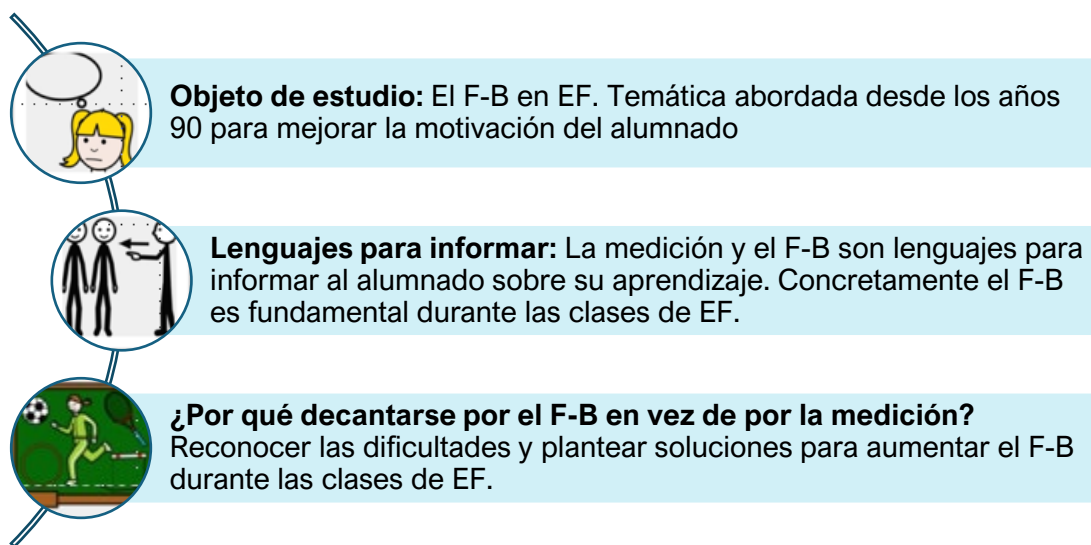 Objeto de estudio: El F-B en EF. Temática abordada desde los años
90 para mejorar la motivación del alumnado
Lenguajes para informar: La medición y el F-B son lenguajes para
informar al alumnado sobre su aprendizaje. Concretamente el F-B
es fundamental durante las clases de EF.
¿Por qué decantarse por el F-B en vez de por la medición?
Reconocer las dificultades y plantear soluciones para aumentar el F-B
durante las clases de EF.